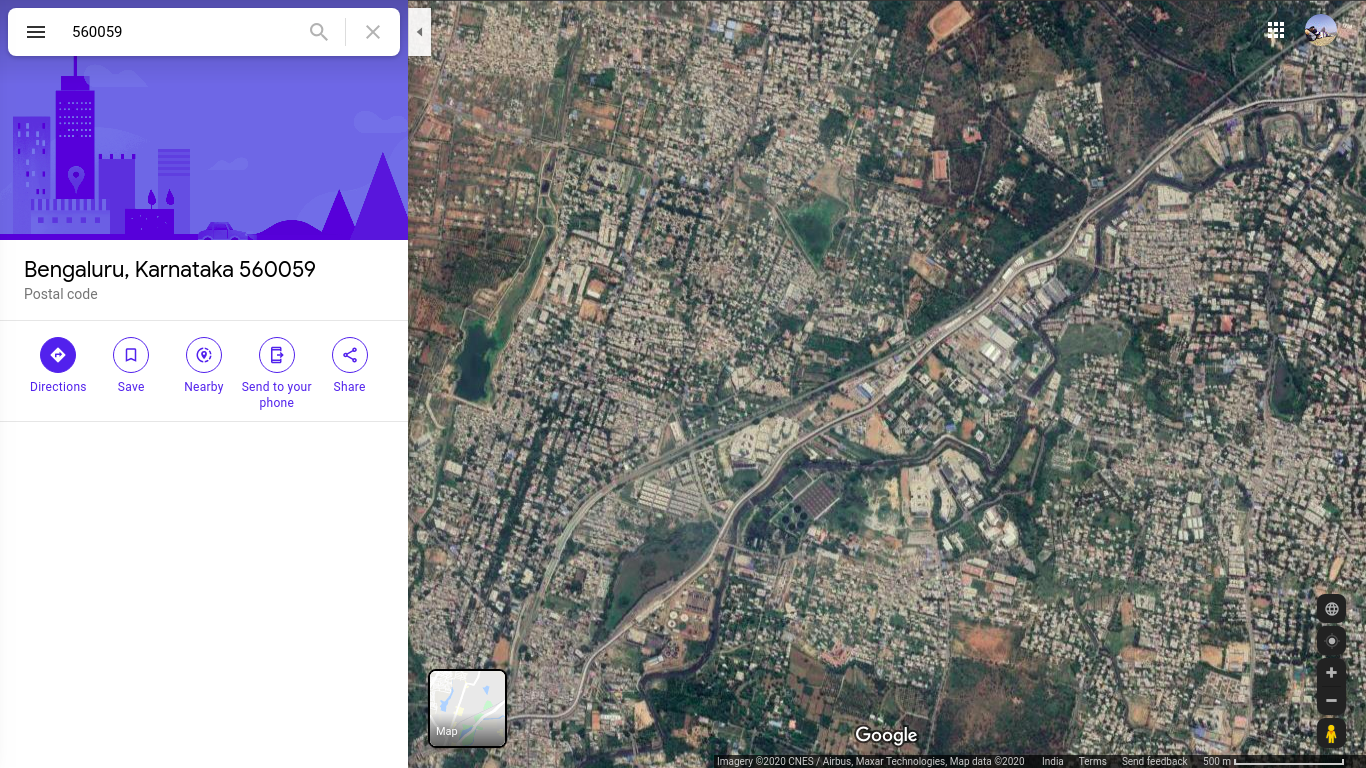 560059
Bengaluru, Karnataka 560059
Postal code
Directions
Save
Nearby
Send to your
phone
Share
Map
Google
Imagery ©2020 CNES / Airbus, Maxar Technologies, Map data ©2020
India
Terms
Send feedback
500 m